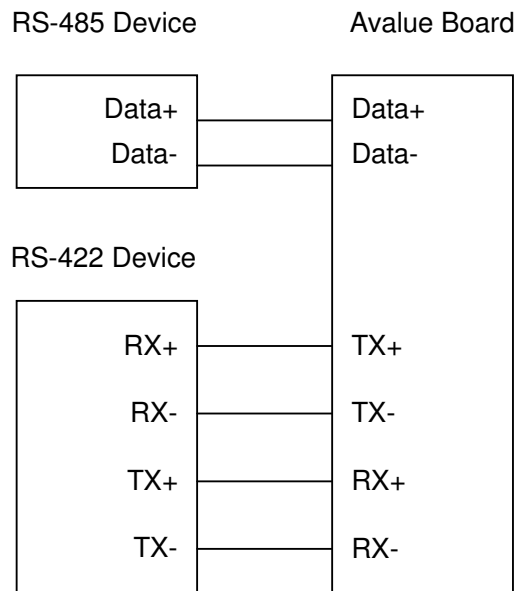 RS-485 Device Avalue Board
Data+ Data+
Data- Data-
RS-422 Device
RX+ TX+
RX- TX-
TX+ RX+
TX- RX-